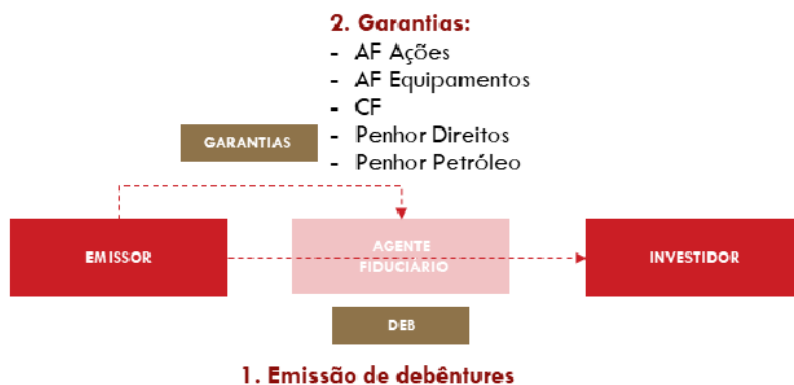 2. Garantias:
- AF Ações
- AF Equipamentos
- CF
- Penhor Direitos
- Penhor Petróleo
GARANTIAS
EMISSOR
AGENTE
FIDUCIÁRIO
INVESTIDOR
DEB
1. Emissão de debêntures